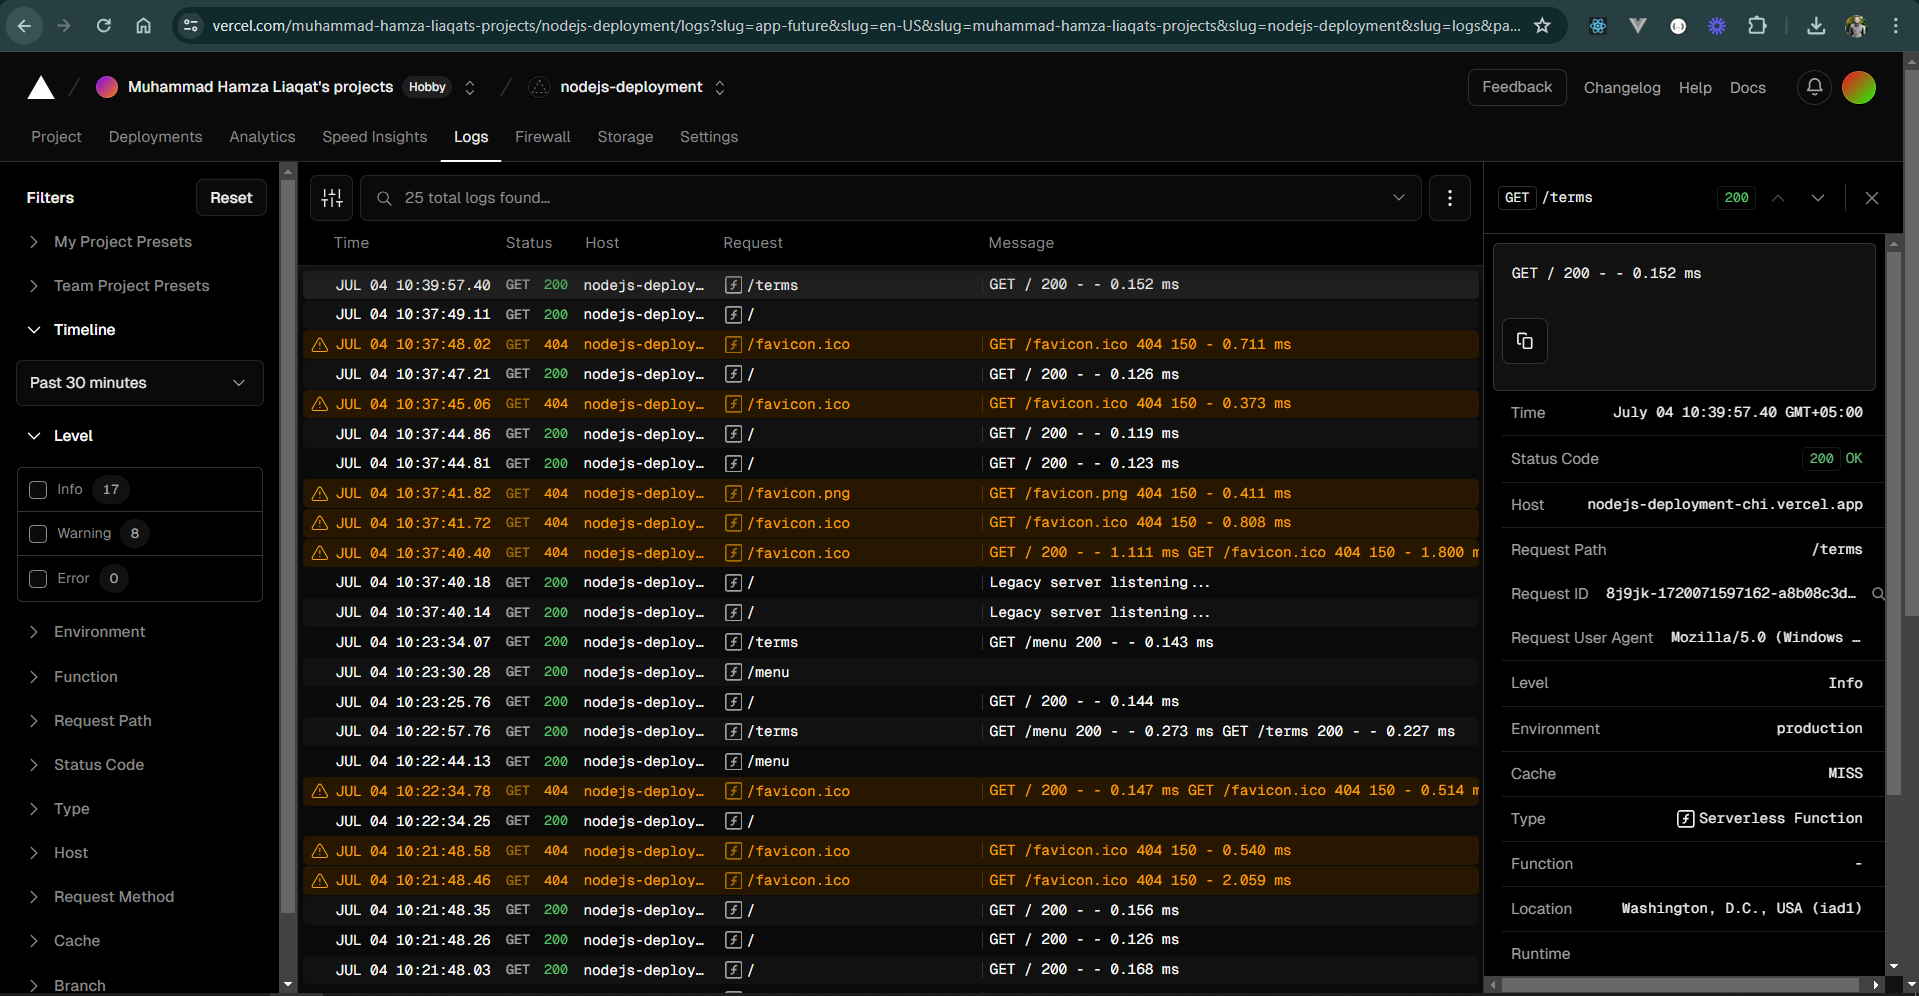 vercel.com/muhammad-hamza-liaqats-projects/nodejs-deployment/logs?slug=app-future&slug=en-US&slug=muhammad-hamza-liaqats-projects&slug=nodejs-deployment&slug=logs&pa...
Muhammad Hamza Liaqat's projects Hobby nodejs-deployment Feedback Changelog Help Docs
Project Deployments Analytics Speed Insights Logs Firewall Storage Settings
Filters Reset
My Project Presets
Team Project Presets
Timeline
Past 30 minutes
Level
Info 17
Warning 8
Error 0
Environment
Function
Request Path
Status Code
Type
Host
Request Method
Cache
Branch
25 total logs found...
Time Status Host Request Message
JUL 04 10:39:57.40 GET 200 nodejs-deploy… /terms GET / 200 - - 0.152 ms
JUL 04 10:37:49.11 GET 200 nodejs-deploy… /
JUL 04 10:37:48.02 GET 404 nodejs-deploy… /favicon.ico GET /favicon.ico 404 150 - 0.711 ms
JUL 04 10:37:47.21 GET 200 nodejs-deploy… / GET / 200 - - 0.126 ms
JUL 04 10:37:45.06 GET 404 nodejs-deploy… /favicon.ico GET /favicon.ico 404 150 - 0.373 ms
JUL 04 10:37:44.86 GET 200 nodejs-deploy… / GET / 200 - - 0.119 ms
JUL 04 10:37:44.81 GET 200 nodejs-deploy… / GET / 200 - - 0.123 ms
JUL 04 10:37:41.82 GET 404 nodejs-deploy… /favicon.png GET /favicon.png 404 150 - 0.411 ms
JUL 04 10:37:41.72 GET 404 nodejs-deploy… /favicon.ico GET /favicon.ico 404 150 - 0.808 ms
JUL 04 10:37:40.40 GET 404 nodejs-deploy… /favicon.ico GET / 200 - - 1.111 ms GET /favicon.ico 404 150 - 1.800 m
JUL 04 10:37:40.18 GET 200 nodejs-deploy… / Legacy server listening...
JUL 04 10:37:40.14 GET 200 nodejs-deploy… / Legacy server listening...
JUL 04 10:23:34.07 GET 200 nodejs-deploy… /terms GET /menu 200 - - 0.143 ms
JUL 04 10:23:30.28 GET 200 nodejs-deploy… /menu
JUL 04 10:23:25.76 GET 200 nodejs-deploy… / GET / 200 - - 0.144 ms
JUL 04 10:22:57.76 GET 200 nodejs-deploy… /terms GET /menu 200 - - 0.273 ms GET /terms 200 - - 0.227 ms
JUL 04 10:22:44.13 GET 200 nodejs-deploy… /menu
JUL 04 10:22:34.78 GET 404 nodejs-deploy… /favicon.ico GET / 200 - - 0.147 ms GET /favicon.ico 404 150 - 0.514 m
JUL 04 10:22:34.25 GET 200 nodejs-deploy… /
JUL 04 10:21:48.58 GET 404 nodejs-deploy… /favicon.ico GET /favicon.ico 404 150 - 0.540 ms
JUL 04 10:21:48.46 GET 404 nodejs-deploy… /favicon.ico GET /favicon.ico 404 150 - 2.059 ms
JUL 04 10:21:48.35 GET 200 nodejs-deploy… / GET / 200 - - 0.156 ms
JUL 04 10:21:48.26 GET 200 nodejs-deploy… / GET / 200 - - 0.126 ms
JUL 04 10:21:48.03 GET 200 nodejs-deploy… / GET / 200 - - 0.168 ms
GET /terms 200
GET / 200 - - 0.152 ms
Time July 04 10:39:57.40 GMT+05:00
Status Code 200 OK
Host nodejs-deployment-chi.vercel.app
Request Path /terms
Request ID 8j9jk-1720071597162-a8b08c3d…
Request User Agent Mozilla/5.0 (Windows …
Level Info
Environment production
Cache MISS
Type Serverless Function
Function -
Location Washington, D.C., USA (iad1)
Runtime